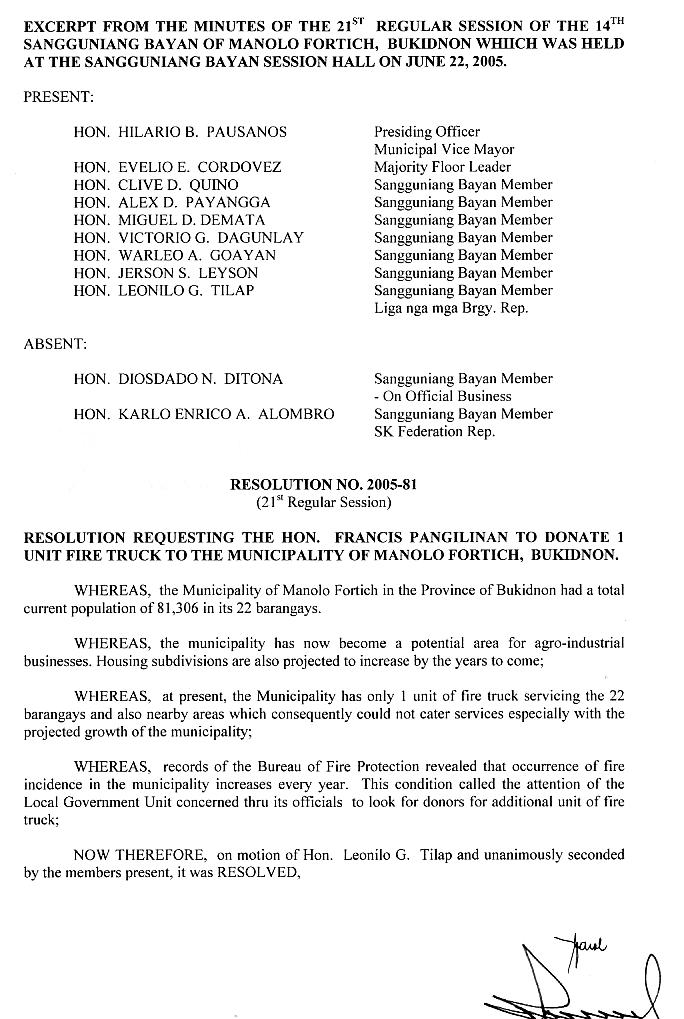 EXCERPT FROM THE MINUTES OF THE 21ST REGULAR SESSION OF THE 14TH
SANGGUNIANG BAYAN OF MANOLO FORTICH, BUKIDNON WHIICH WAS HELD
AT THE SANGGUNIANG BAYAN SESSION HALL ON JUNE 22, 2005.
PRESENT:
HON. HILARIO B. PAUSANOS Presiding Officer
Municipal Vice Mayor
HON. EVELIO E. CORDOVEZ Majority Floor Leader
HON. CLIVE D. QUINO Sangguniang Bayan Member
HON. ALEX D. PAYANGGA Sangguniang Bayan Member
HON. MIGUEL D. DEMATA Sangguniang Bayan Member
HON. VICTORIO G. DAGUNLAY Sangguniang Bayan Member
HON. WARLEO A. GOAYAN Sangguniang Bayan Member
HON. JERSON S. LEYSON Sangguniang Bayan Member
HON. LEONILO G. TILAP Sangguniang Bayan Member
Liga nga mga Brgy. Rep.
ABSENT:
HON. DIOSDADO N. DITONA Sangguniang Bayan Member
- On Official Business
HON. KARLO ENRICO A. ALOMBRO Sangguniang Bayan Member
SK Federation Rep.
RESOLUTION NO. 2005-81
(21st Regular Session)
RESOLUTION REQUESTING THE HON. FRANCIS PANGILINAN TO DONATE 1
UNIT FIRE TRUCK TO THE MUNICIPALITY OF MANOLO FORTICH, BUKIDNON.
WHEREAS, the Municipality of Manolo Fortich in the Province of Bukidnon had a total
current population of 81,306 in its 22 barangays.
WHEREAS, the municipality has now become a potential area for agro-industrial
businesses. Housing subdivisions are also projected to increase by the years to come;
WHEREAS, at present, the Municipality has only 1 unit of fire truck servicing the 22
barangays and also nearby areas which consequently could not cater services especially with the
projected growth of the municipality;
WHEREAS, records of the Bureau of Fire Protection revealed that occurrence of fire
incidence in the municipality increases every year. This condition called the attention of the
Local Government Unit concerned thru its officials to look for donors for additional unit of fire
truck;
NOW THEREFORE, on motion of Hon. Leonilo G. Tilap and unanimously seconded
by the members present, it was RESOLVED,